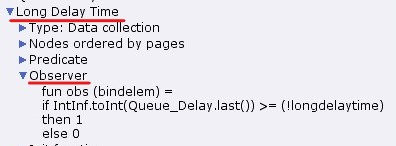 Long Delay Time
Type: Data collection
Nodes ordered by pages
Predicate
Observer
fun obs (bindelem) =
if IntInf.toInt(Queue_Delay.last()) >= (!longdelaytime)
then 1
else 0